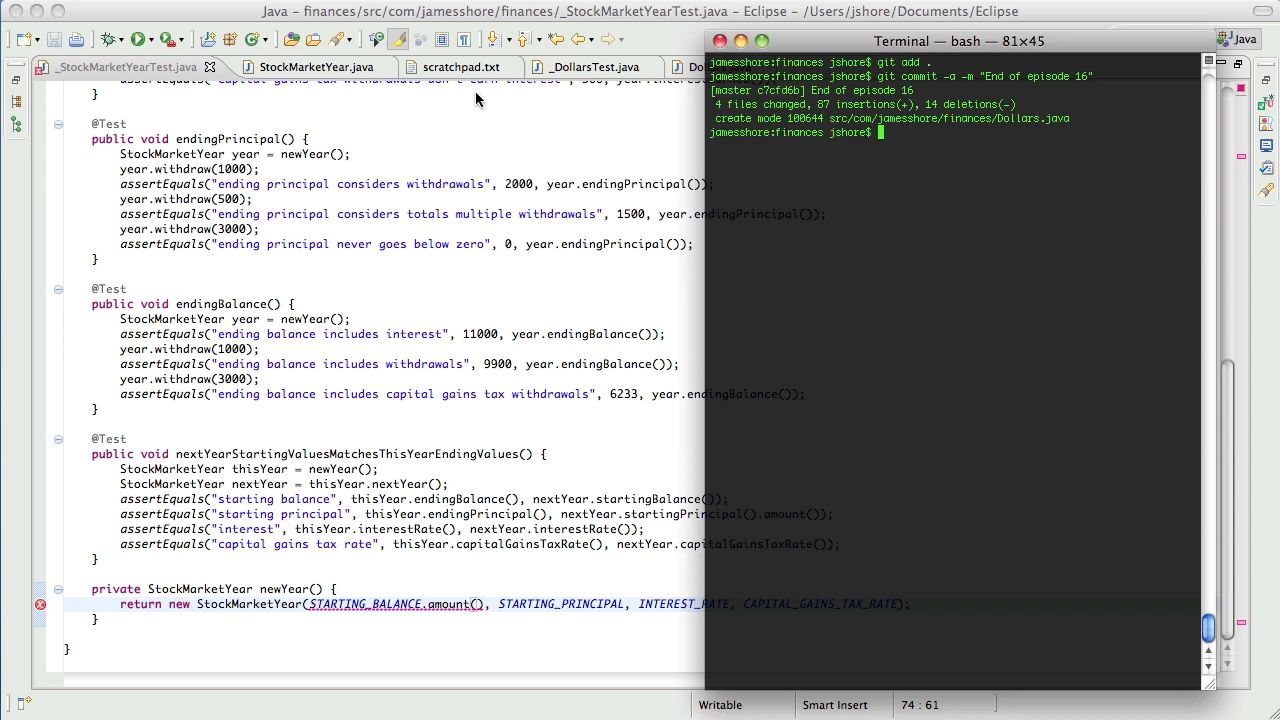 Java – finances/src/com/jamesshore/finances/_StockMarketYearTest.java – Eclipse – /Users/jshore/Documents/Eclipse
Java
_StockMarketYearTest.java
StockMarketYear.java
scratchpad.txt
_DollarsTest.java
}
@Test
public void endingPrincipal() {
StockMarketYear year = newYear();
year.withdraw(1000);
assertEquals("ending principal considers withdrawals", 2000, year.endingPrincipal());
year.withdraw(500);
assertEquals("ending principal considers totals multiple withdrawals", 1500, year.endingPrincipal());
year.withdraw(3000);
assertEquals("ending principal never goes below zero", 0, year.endingPrincipal());
}
@Test
public void endingBalance() {
StockMarketYear year = newYear();
assertEquals("ending balance includes interest", 11000, year.endingBalance());
year.withdraw(1000);
assertEquals("ending balance includes withdrawals", 9900, year.endingBalance());
year.withdraw(3000);
assertEquals("ending balance includes capital gains tax withdrawals", 6233, year.endingBalance());
}
@Test
public void nextYearStartingValuesMatchesThisYearEndingValues() {
StockMarketYear thisYear = newYear();
StockMarketYear nextYear = thisYear.nextYear();
assertEquals("starting balance", thisYear.endingBalance(), nextYear.startingBalance());
assertEquals("starting principal", thisYear.endingPrincipal(), nextYear.startingPrincipal().amount());
assertEquals("interest", thisYear.interestRate(), nextYear.interestRate());
assertEquals("capital gains tax rate", thisYear.capitalGainsTaxRate(), nextYear.capitalGainsTaxRate());
}
private StockMarketYear newYear() {
return new StockMarketYear(STARTING_BALANCE.amount(), STARTING_PRINCIPAL, INTEREST_RATE, CAPITAL_GAINS_TAX_RATE);
}
}
Writable
Smart Insert
74 : 61
Terminal — bash — 81×45
jamesshore:finances jshore$ git add .
jamesshore:finances jshore$ git commit -a -m "End of episode 16"
[master c7cfd6b] End of episode 16
4 files changed, 87 insertions(+), 14 deletions(-)
create mode 100644 src/com/jamesshore/finances/Dollars.java
jamesshore:finances jshore$